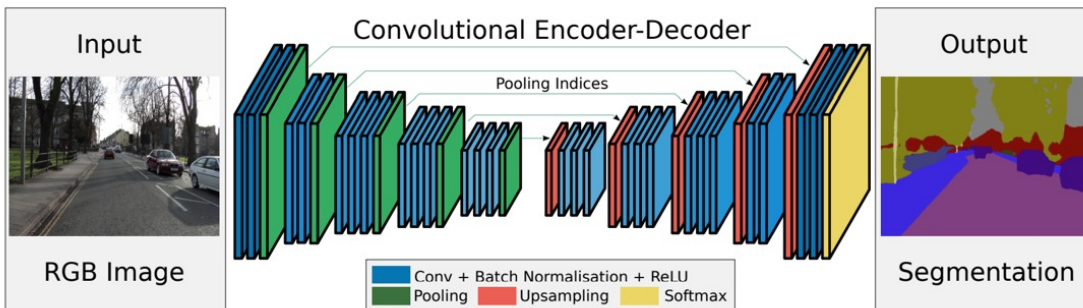 Input
Convolutional Encoder-Decoder
Output
Pooling Indices
RGB Image
Segmentation
Conv + Batch Normalisation + ReLU
Pooling
Upsampling
Softmax